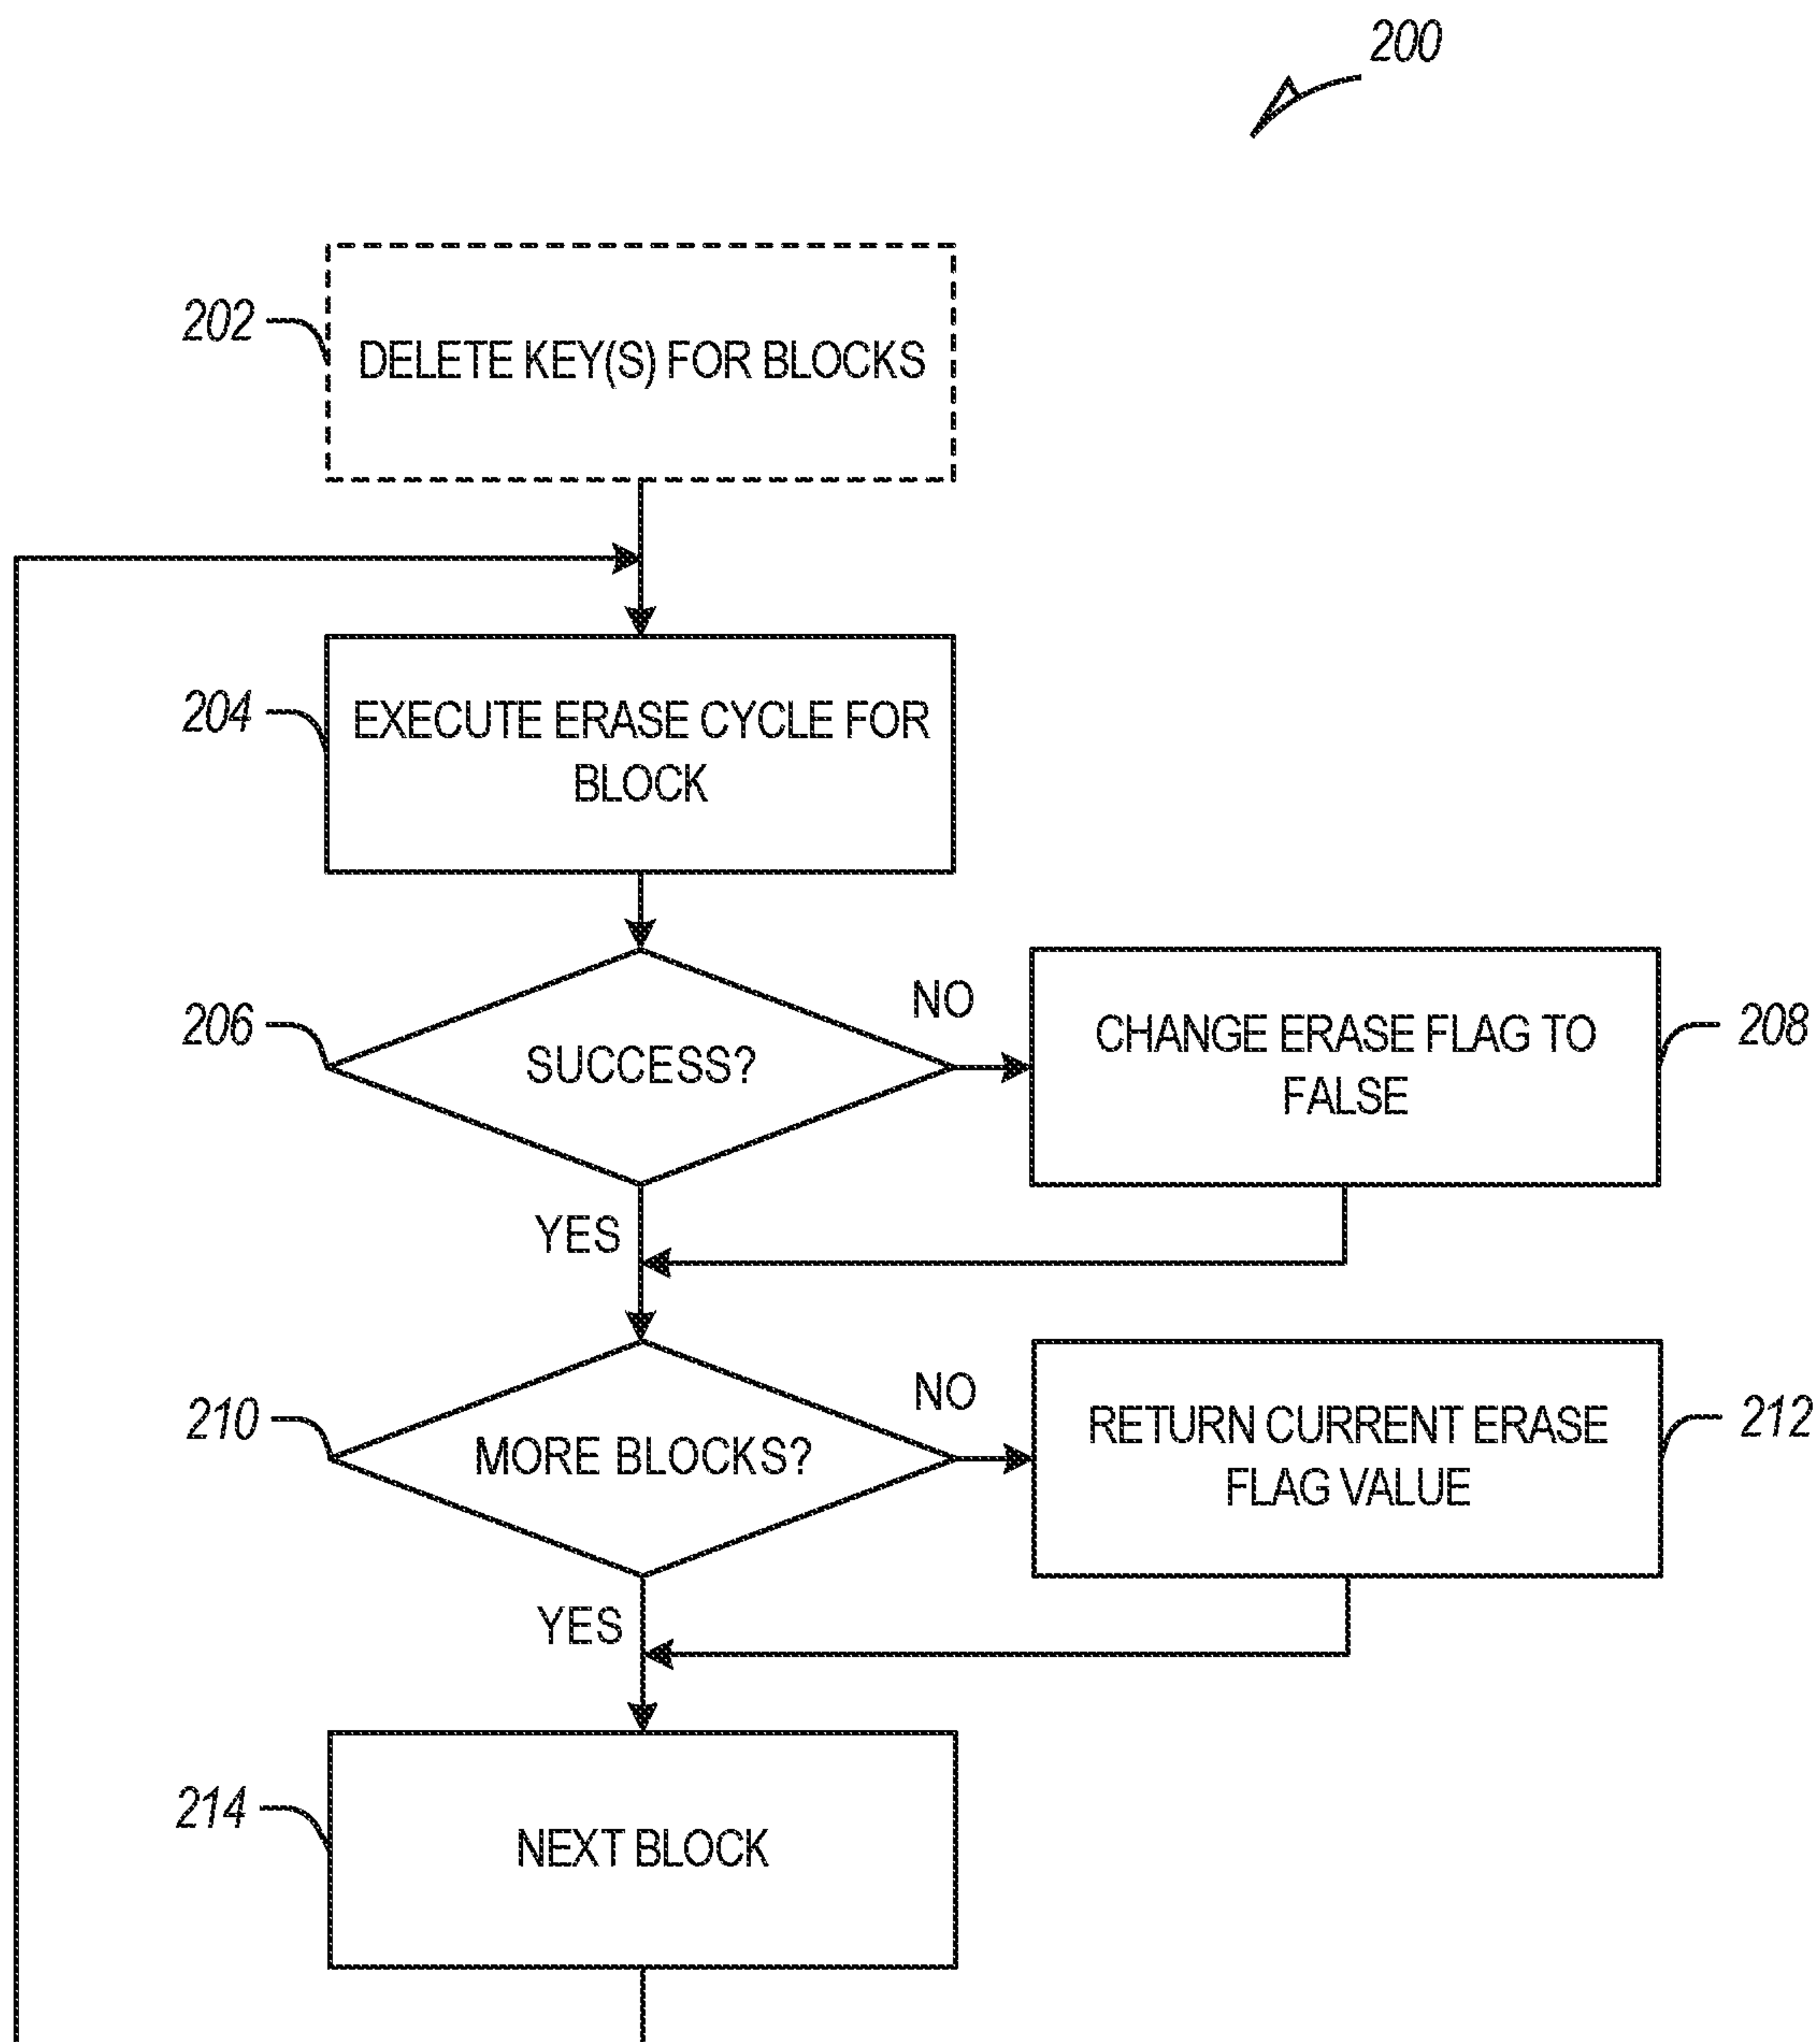 200
202
DELETE KEY(S) FOR BLOCKS
204
EXECUTE ERASE CYCLE FOR
BLOCK
206
SUCCESS?
NO
CHANGE ERASE FLAG TO
FALSE
208
YES
210
MORE BLOCKS?
NO
RETURN CURRENT ERASE
FLAG VALUE
212
YES
214
NEXT BLOCK